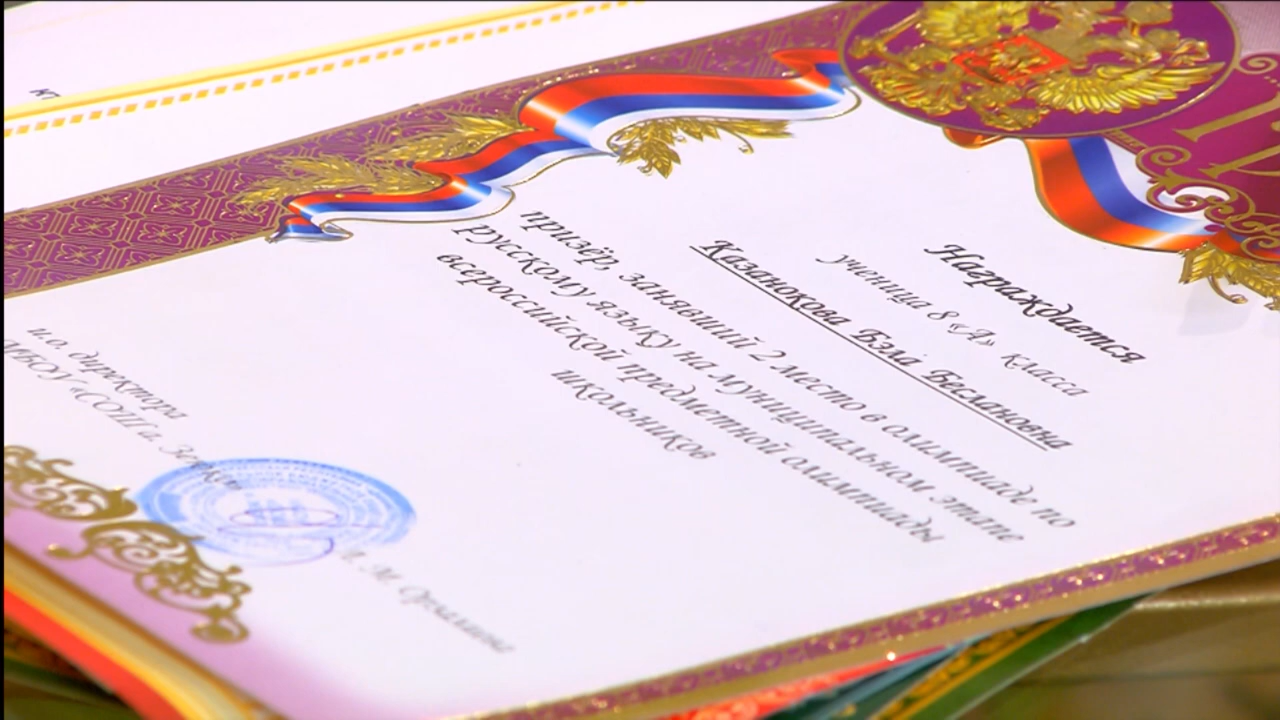 Награждается
ученица 8 «А» класса
Казанокова Бэла Беслановна
призёр, занявший 2 место в олимпиаде по
русскому языку на муниципальном этапе
всероссийской предметной олимпиады
школьников
и.о. директора
«СОШ а.